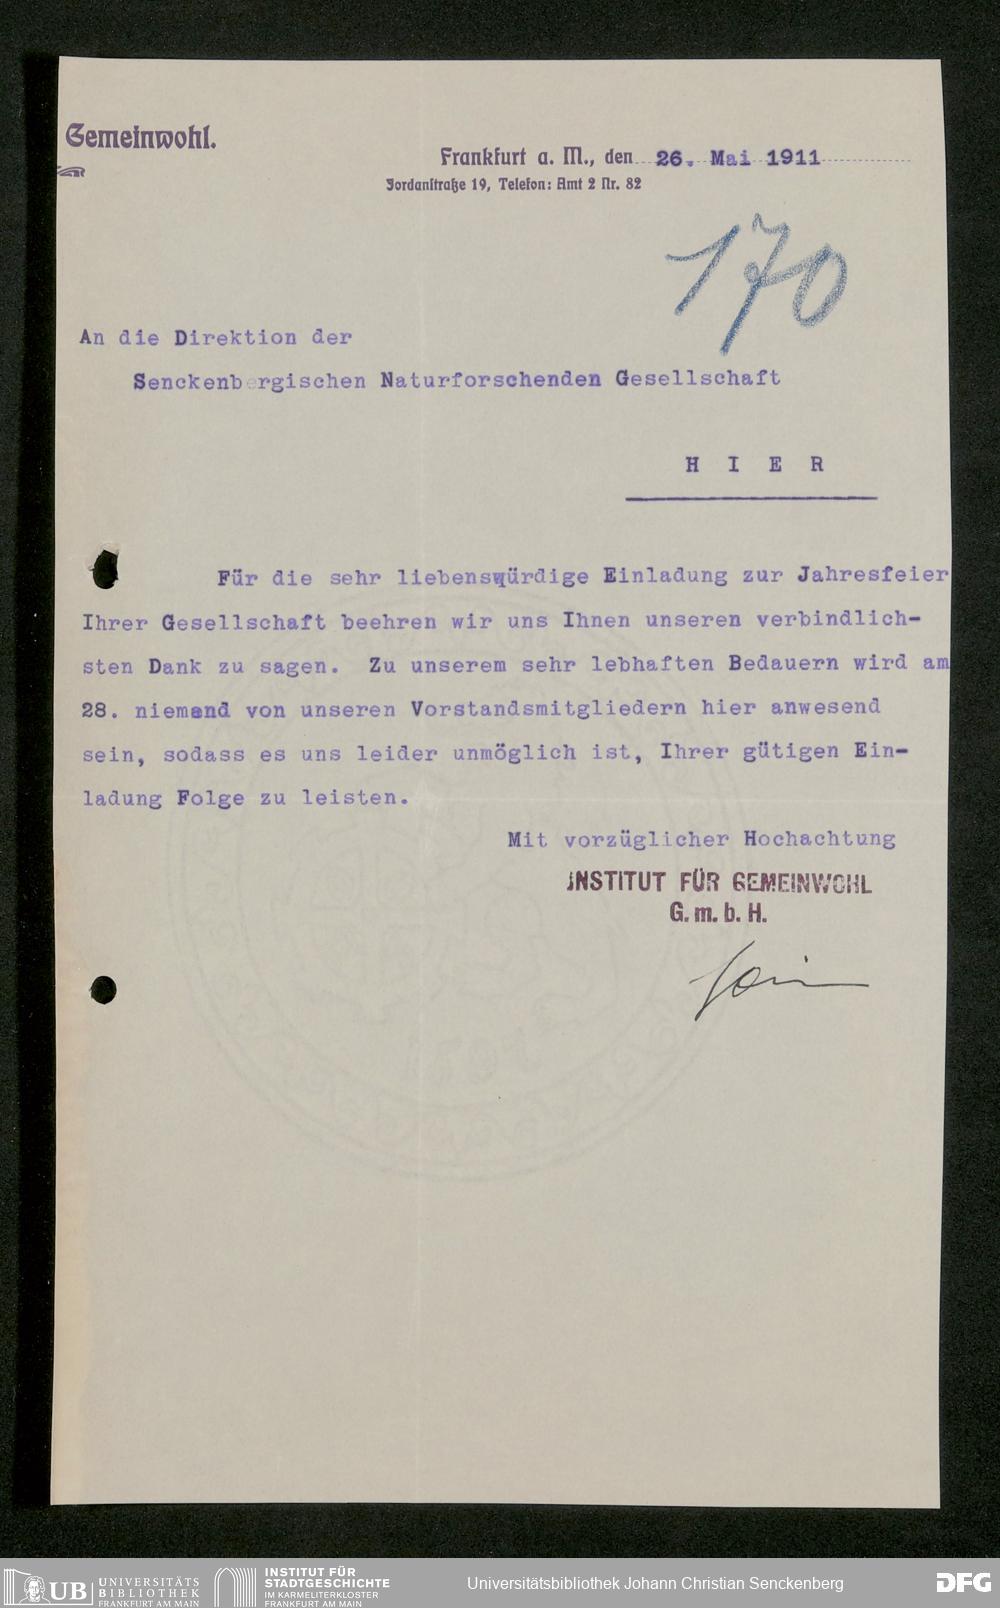 Gemeinwohl.
Frankfurt a. M., den 26. Mai 1911
Jordanstraße 19, Telefon: Amt 2 Nr. 82
170
An die Direktion der
Senckenbergischen Naturforschenden Gesellschaft
H I E R
Für die sehr liebenswürdige Einladung zur Jahresfeier
Ihrer Gesellschaft beehren wir uns Ihnen unseren verbindlich-
sten Dank zu sagen. Zu unserem sehr lebhaften Bedauern wird am
28. niemand von unseren Vorstandsmitgliedern hier anwesend
sein, sodass es uns leider unmöglich ist, Ihrer gütigen Ein-
ladung Folge zu leisten.
Mit vorzüglicher Hochachtung
INSTITUT FÜR GEMEINWOHL
G. m. b. H.
UB UNIVERSITÄTS
BIBLIOTHEK
FRANKFURT AM MAIN
INSTITUT FÜR
STADTGESCHICHTE
IM KARMELITERKLOSTER
FRANKFURT AM MAIN
Universitätsbibliothek Johann Christian Senckenberg
DFG